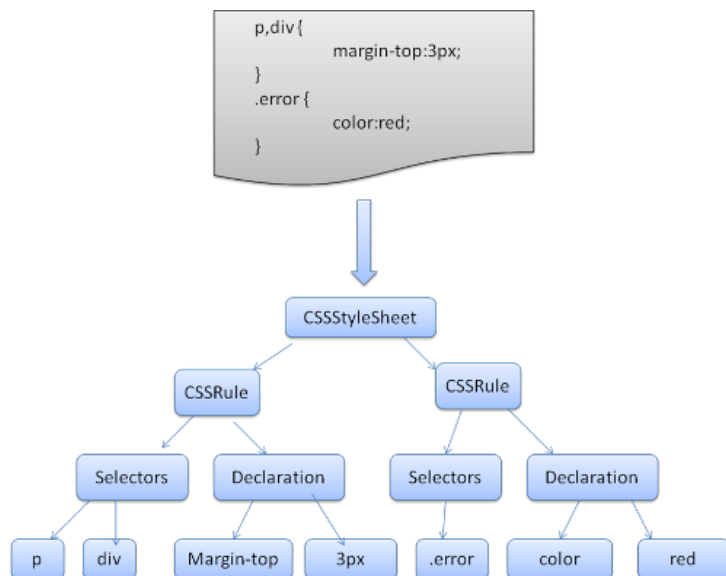 p,div {
margin-top:3px;
}
.error {
color:red;
}
CSSStyleSheet
CSSRule CSSRule
Selectors Declaration Selectors Declaration
p div Margin-top 3px .error color red